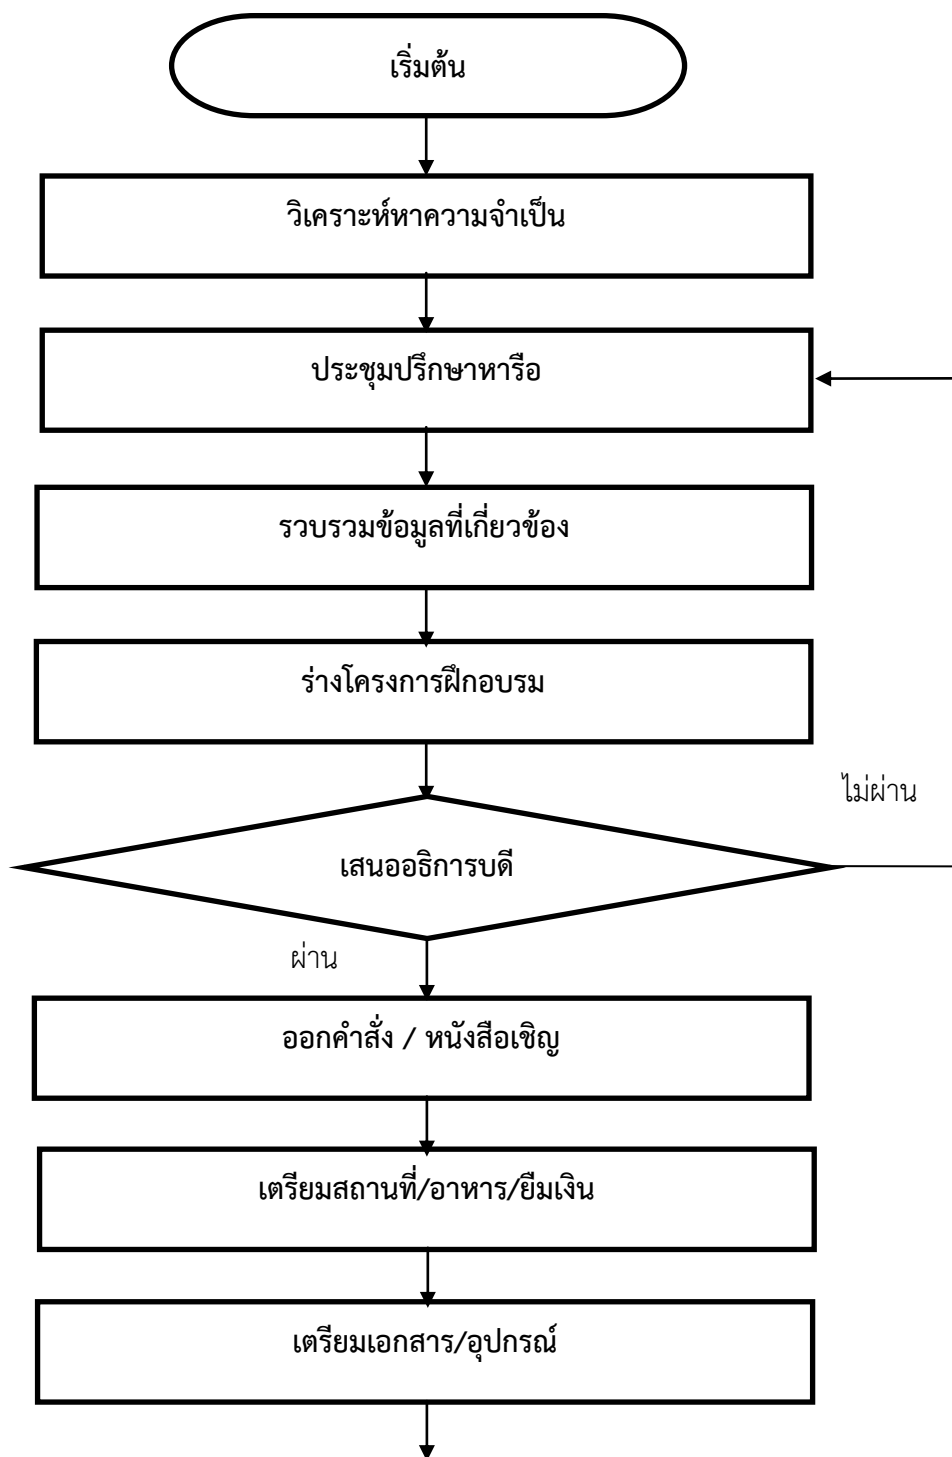 เริ่มต้น
วิเคราะห์หาความจำเป็น
ประชุมปรึกษาหารือ
รวบรวมข้อมูลที่เกี่ยวข้อง
ร่างโครงการฝึกอบรม
ไม่ผ่าน
เสนออธิการบดี
ผ่าน
ออกคำสั่ง / หนังสือเชิญ
เตรียมสถานที่/อาหาร/ยืมเงิน
เตรียมเอกสาร/อุปกรณ์